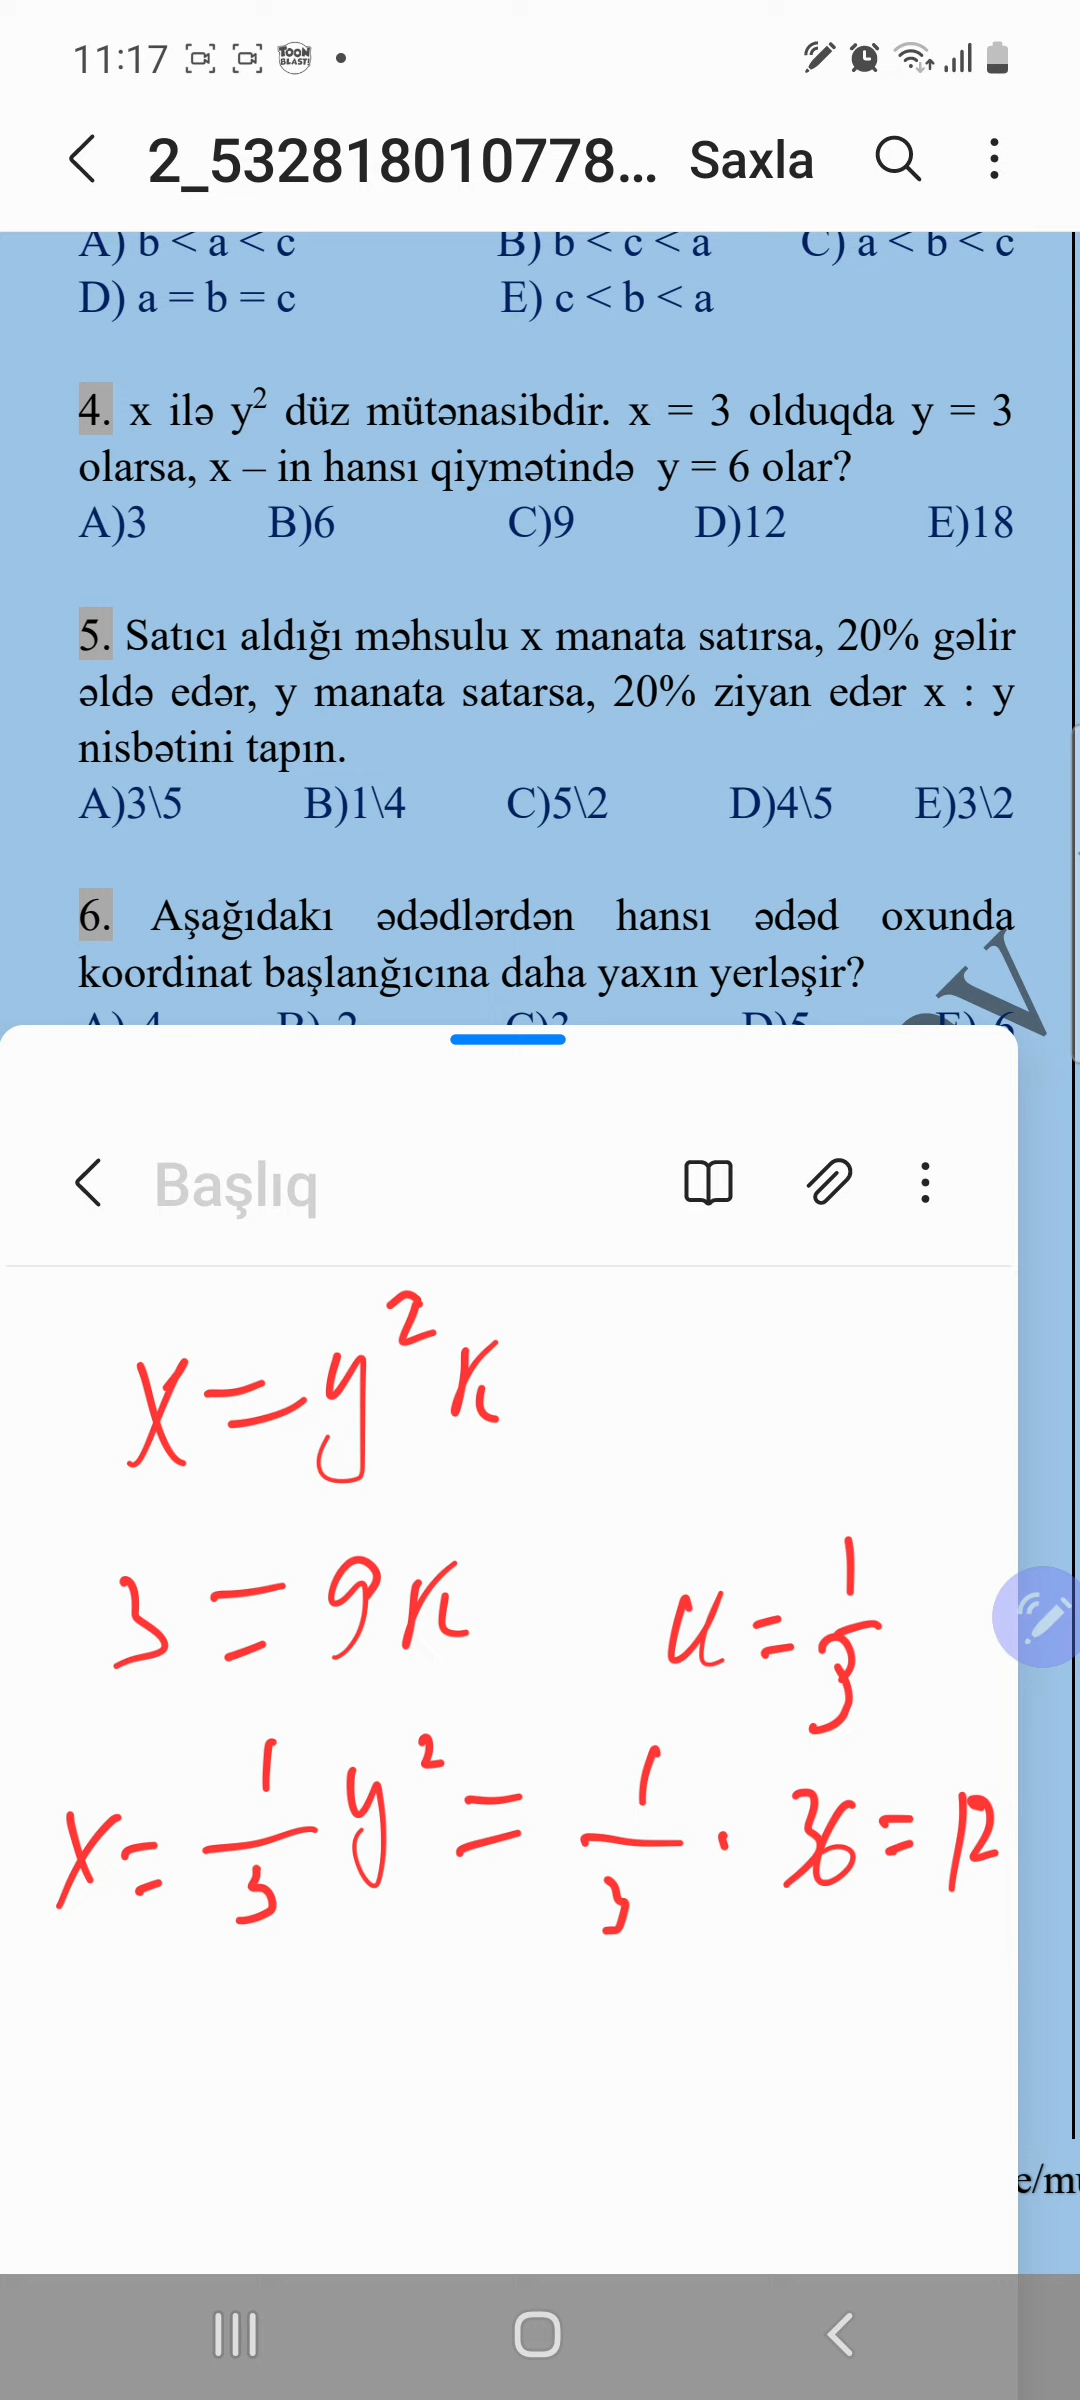 11:17 TOON BLAST!
2_532818010778... Saxla
A) b < a < c B) b < c < a C) a < b < c
D) a = b = c E) c < b < a
4. x ilə y² düz mütənasibdir. x = 3 olduqda y = 3
olarsa, x – in hansı qiymətində y = 6 olar?
A)3 B)6 C)9 D)12 E)18
5. Satıcı aldığı məhsulu x manata satırsa, 20% gəlir
əldə edər, y manata satarsa, 20% ziyan edər x : y
nisbətini tapın.
A)3\5 B)1\4 C)5\2 D)4\5 E)3\2
6. Aşağıdakı ədədlərdən hansı ədəd oxunda
koordinat başlanğıcına daha yaxın yerləşir?
V
Başlıq
x=y²k
3=9k k=1/3
x=1/3 y²=1/3·36=12
e/m